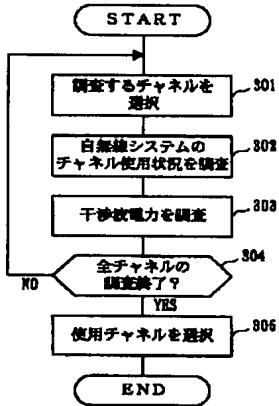 START
調査するチャネルを
選択
301
自無線システムの
チャネル使用状況を調査
302
干渉波電力を調査
303
全チャネルの
調査終了?
304
NO
YES
使用チャネルを選択
305
END